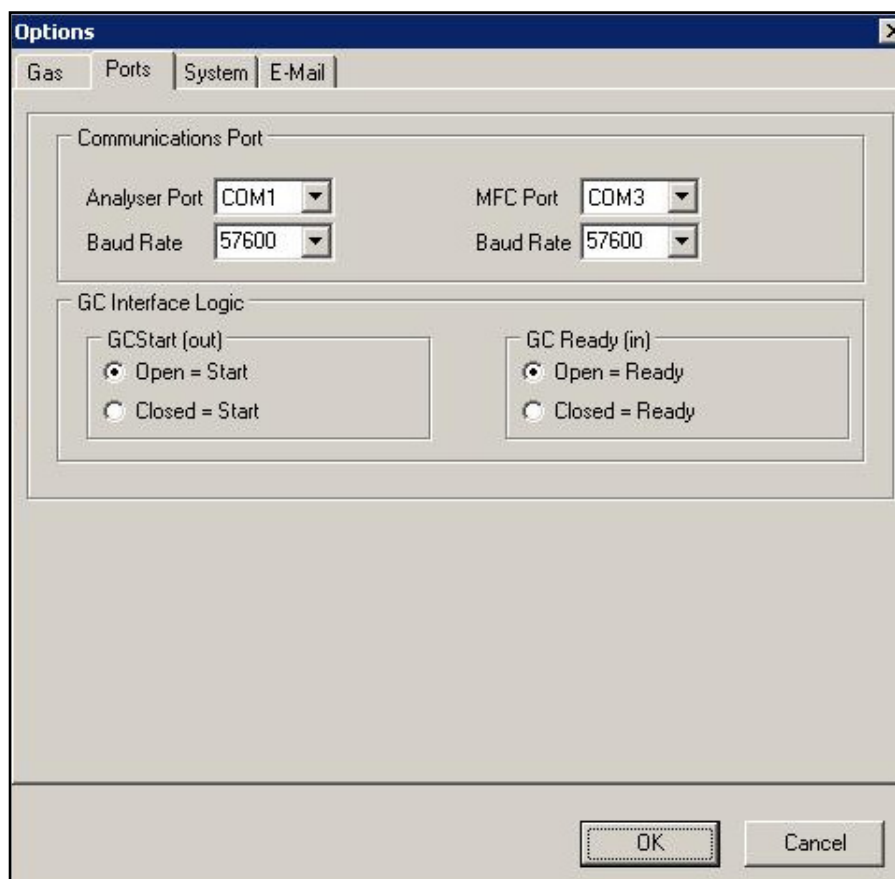 Options
Gas Ports System E-Mail
Communications Port
Analyser Port COM1 MFC Port COM3
Baud Rate 57600 Baud Rate 57600
GC Interface Logic
GCStart (out) GC Ready (in)
Open = Start Open = Ready
Closed = Start Closed = Ready
OK Cancel